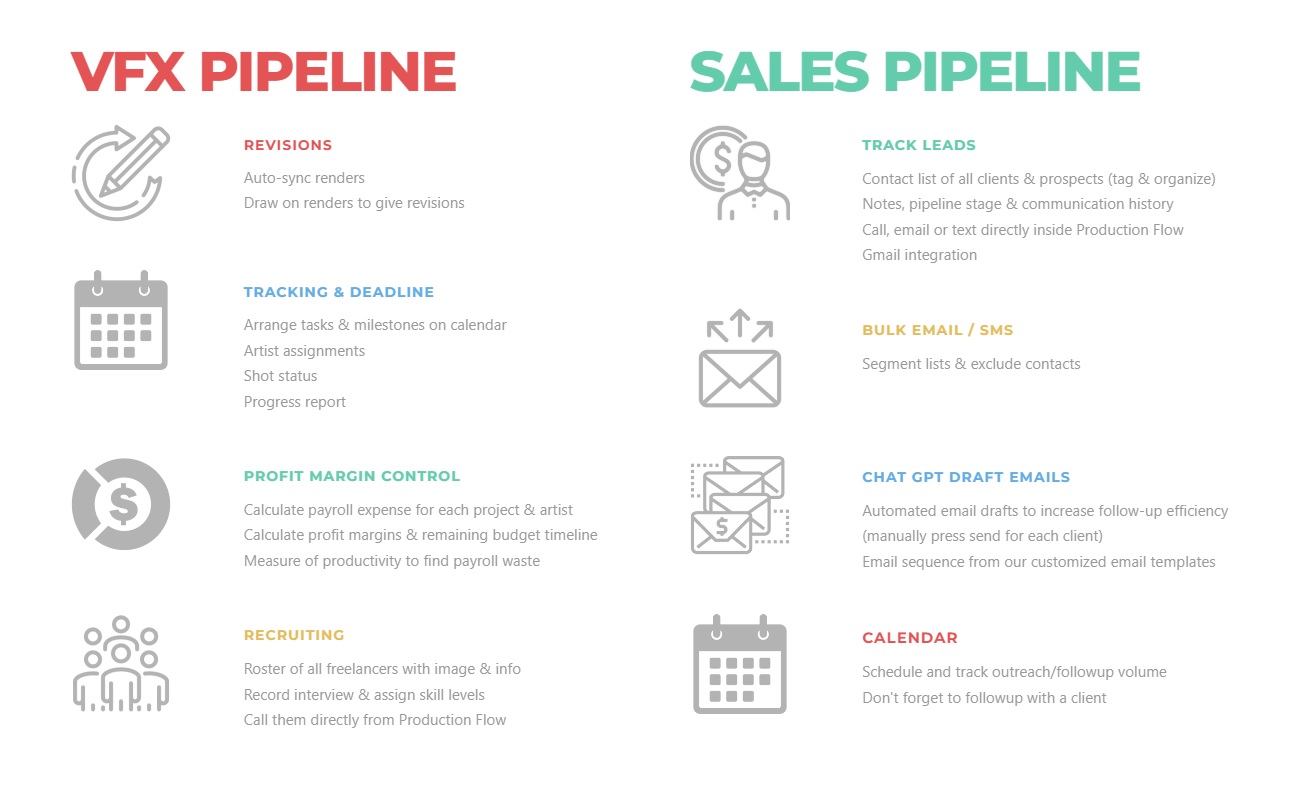 VFX PIPELINE
REVISIONS
Auto-sync renders
Draw on renders to give revisions
TRACKING & DEADLINE
Arrange tasks & milestones on calendar
Artist assignments
Shot status
Progress report
PROFIT MARGIN CONTROL
Calculate payroll expense for each project & artist
Calculate profit margins & remaining budget timeline
Measure of productivity to find payroll waste
RECRUITING
Roster of all freelancers with image & info
Record interview & assign skill levels
Call them directly from Production Flow
SALES PIPELINE
TRACK LEADS
Contact list of all clients & prospects (tag & organize)
Notes, pipeline stage & communication history
Call, email or text directly inside Production Flow
Gmail integration
BULK EMAIL / SMS
Segment lists & exclude contacts
CHAT GPT DRAFT EMAILS
Automated email drafts to increase follow-up efficiency
(manually press send for each client)
Email sequence from our customized email templates
CALENDAR
Schedule and track outreach/followup volume
Don't forget to followup with a client